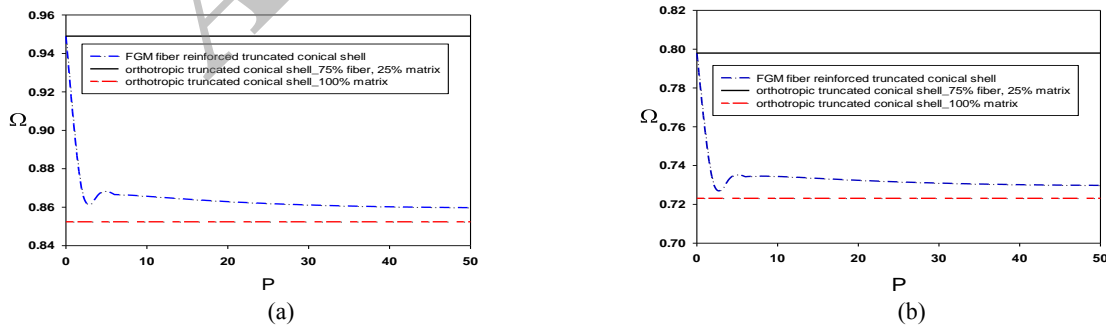 0.96
0.94
0.92
0.90
0.88
0.86
0.84
Ω
FGM fiber reinforced truncated conical shell
orthotropic truncated conical shell_75% fiber, 25% matrix
orthotropic truncated conical shell_100% matrix
0 10 20 30 40 50
P
(a)
0.82
0.80
0.78
0.76
0.74
0.72
0.70
Ω
FGM fiber reinforced truncated conical shell
orthotropic truncated conical shell_75% fiber, 25% matrix
orthotropic truncated conical shell_100% matrix
0 10 20 30 40 50
P
(b)